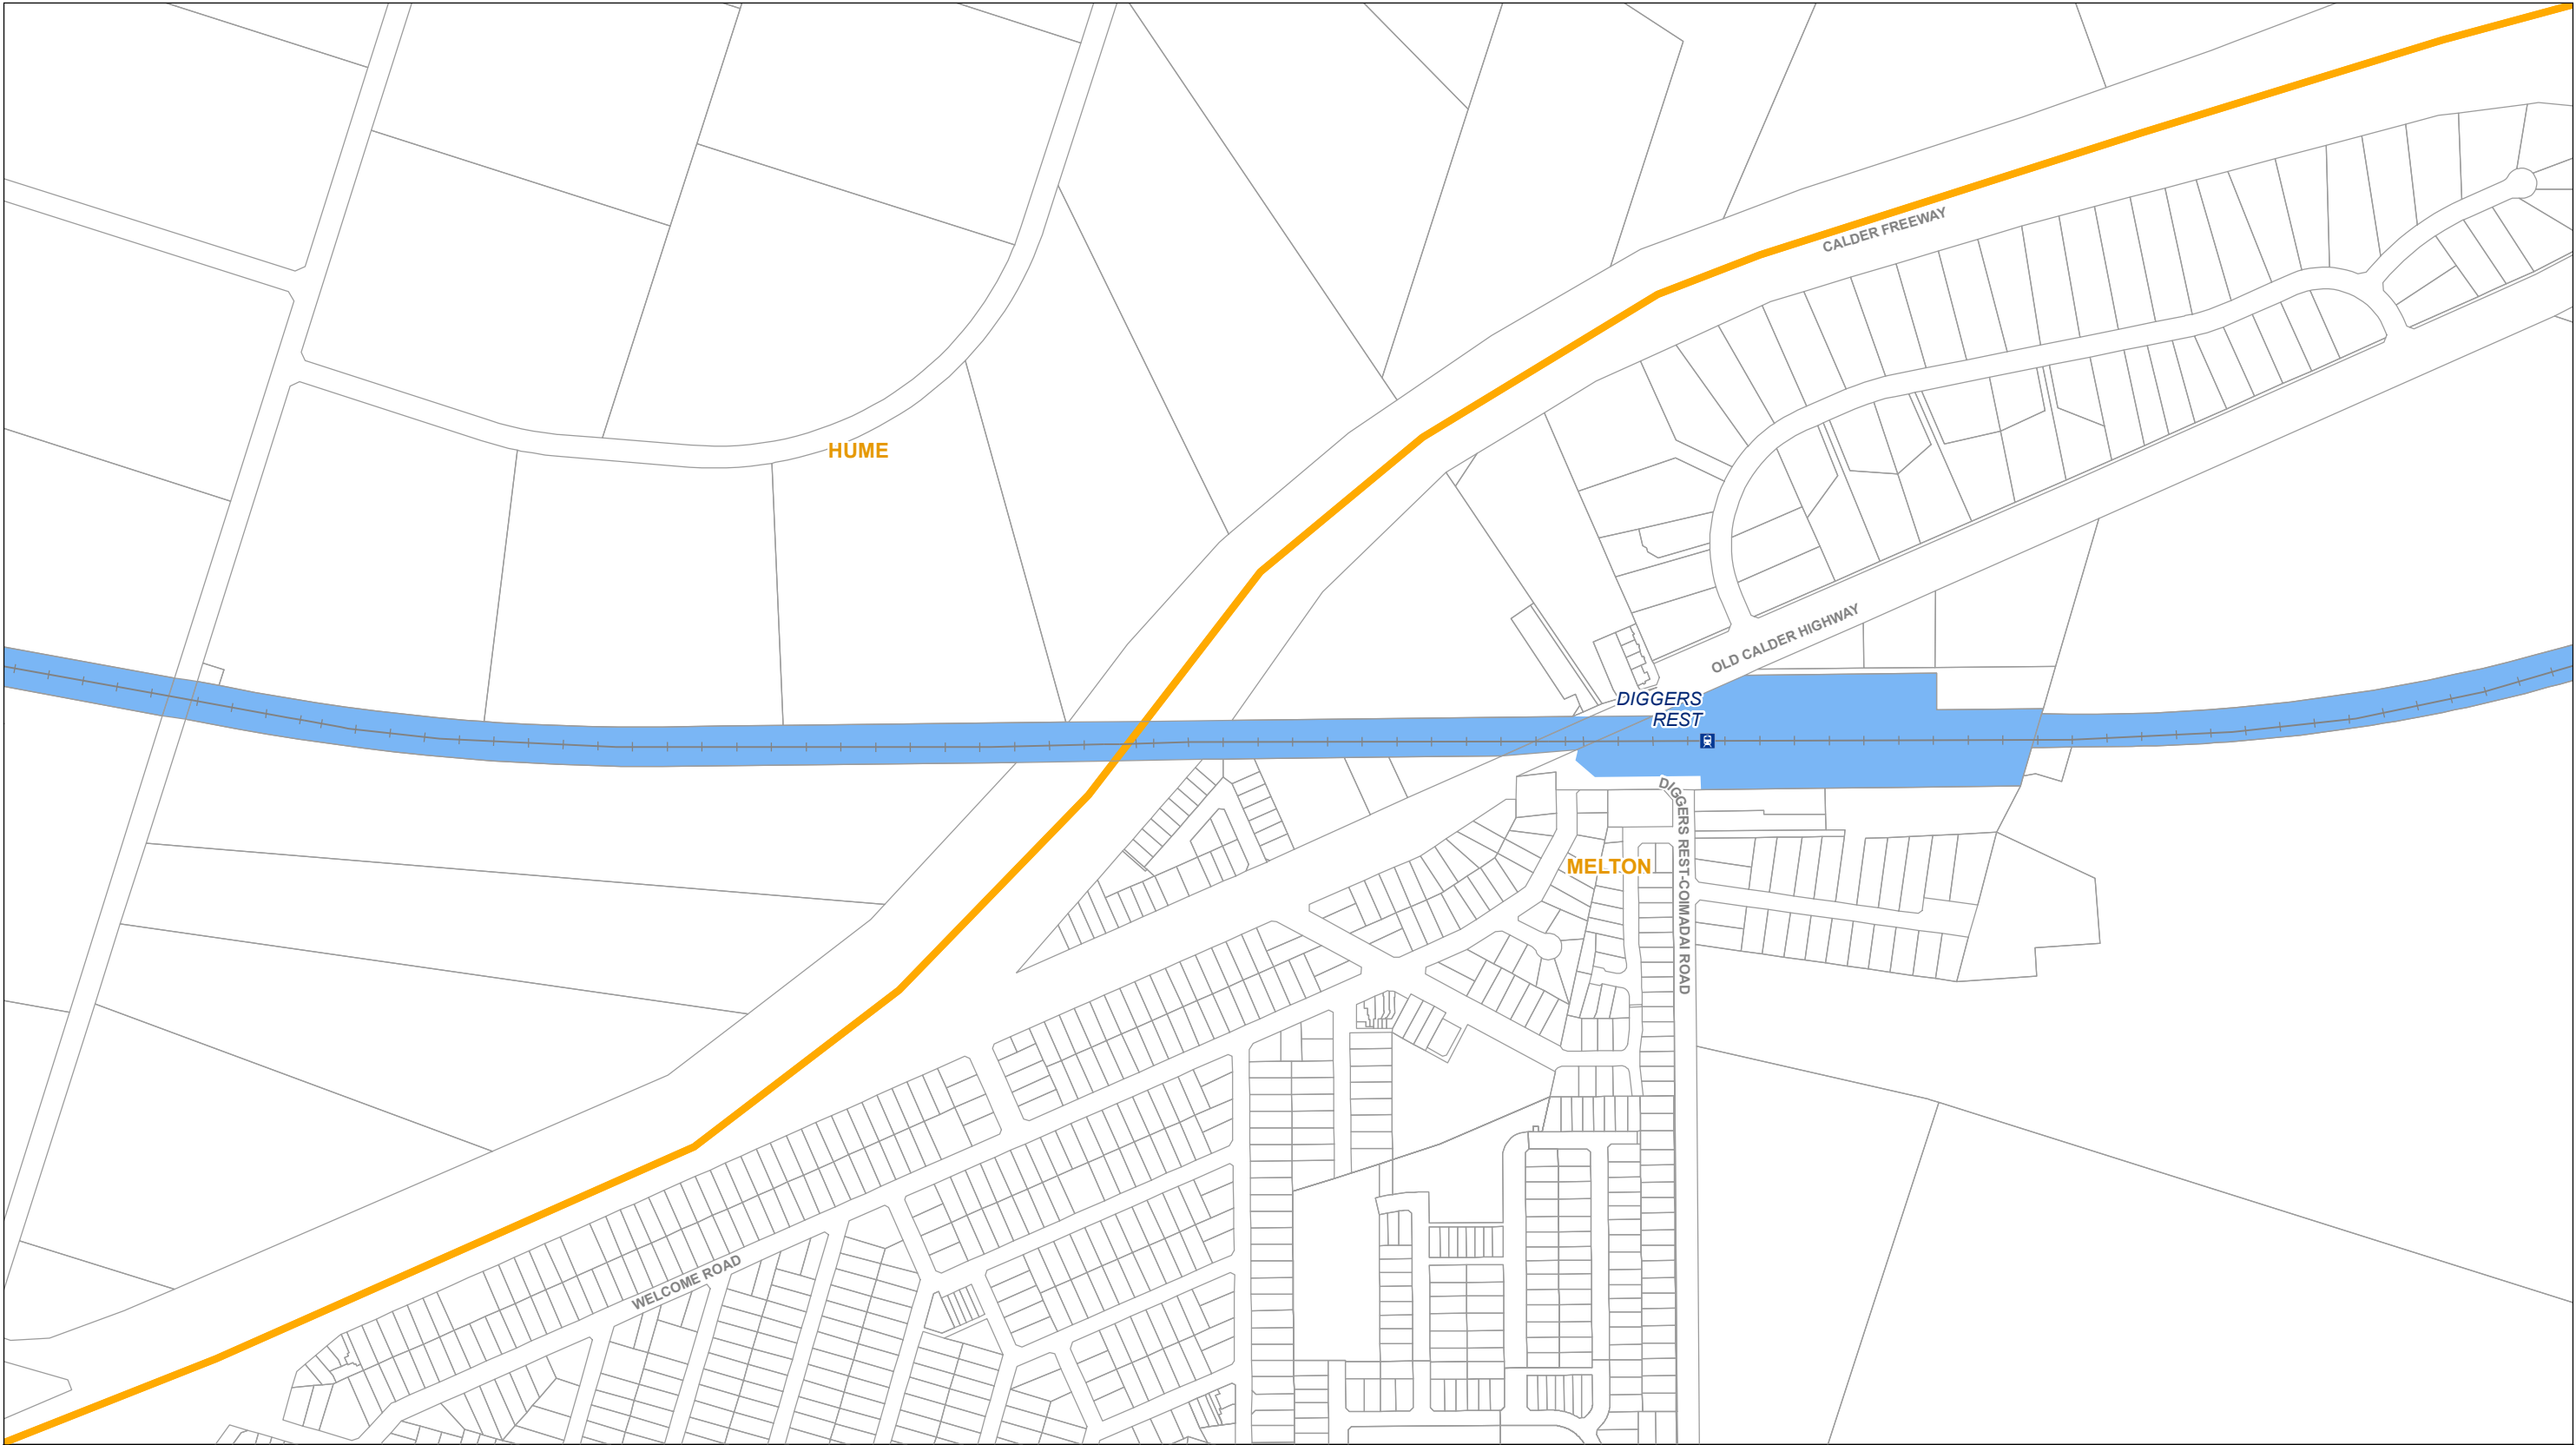 CALDER FREEWAY
HUME
OLD CALDER HIGHWAY
DIGGERS
REST
DIGGERS REST-COIMADAI ROAD
MELTON
WELCOME ROAD